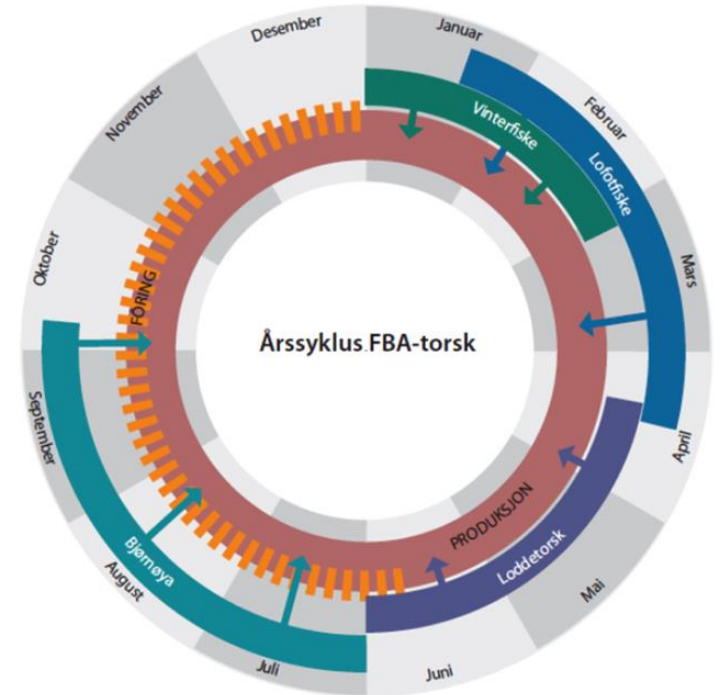 Desember
Januar
November
Vinterfiske
Februar
Lofotfiske
Oktober
FÔRING
Mars
Årssyklus FBA-torsk
September
April
PRODUKSJON
Bjørnøya
Loddetorsk
August
Mai
Juli
Juni